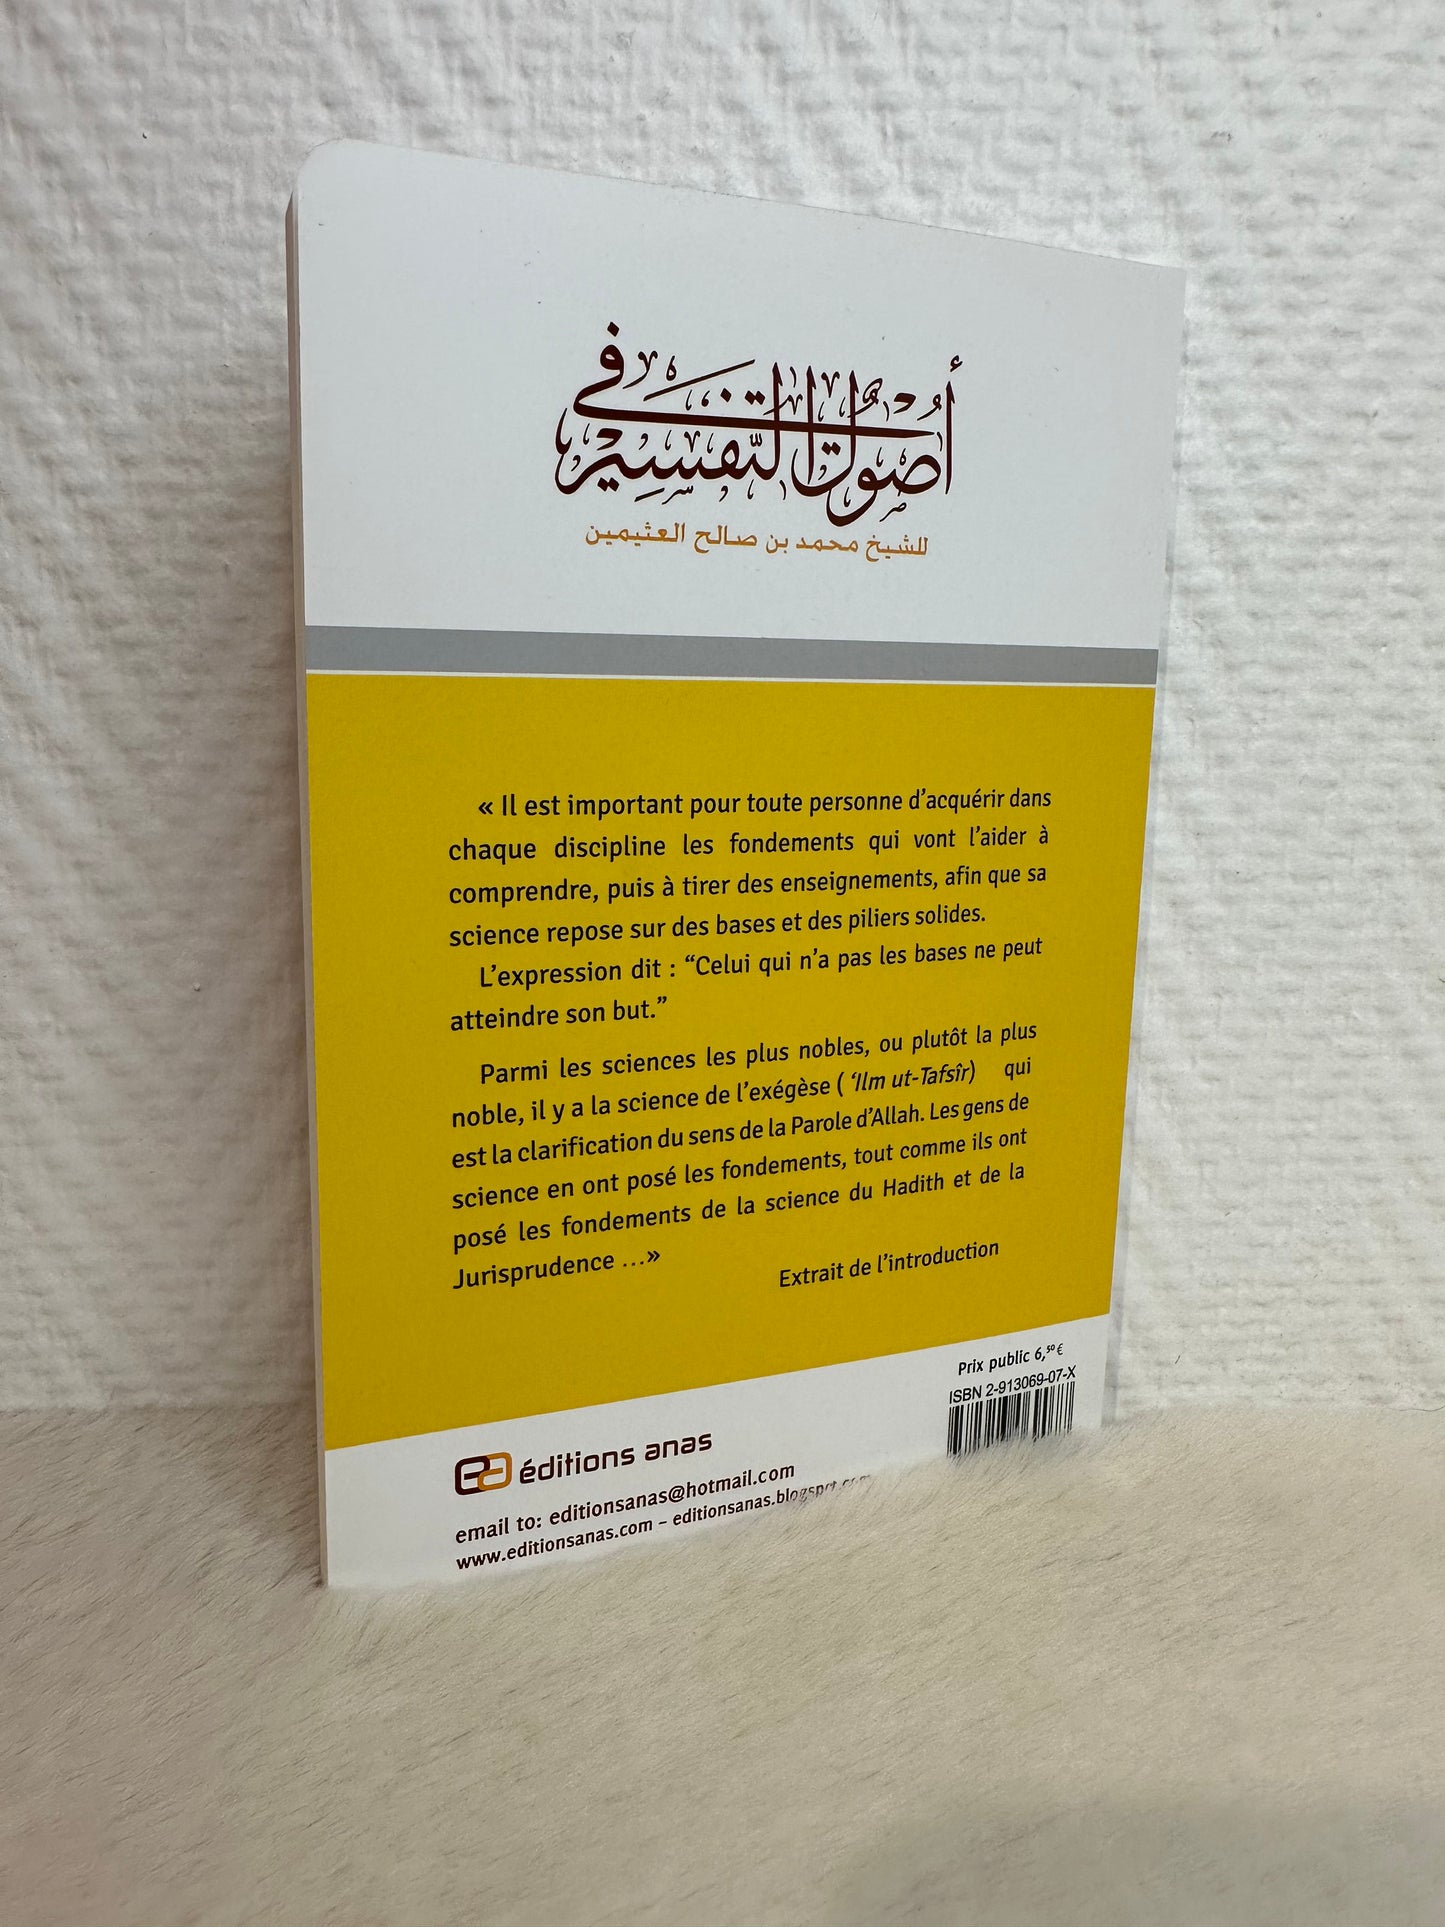 أُصُولٌ فِي التَّفْسِيرِ
للشيخ محمد بن صالح العثيمين
« Il est important pour toute personne d’acquérir dans
chaque discipline les fondements qui vont l’aider à
comprendre, puis à tirer des enseignements, afin que sa
science repose sur des bases et des piliers solides.
L’expression dit : “Celui qui n’a pas les bases ne peut
atteindre son but.”
Parmi les sciences les plus nobles, ou plutôt la plus
noble, il y a la science de l’exégèse ( ‘Ilm ut-Tafsîr) qui
est la clarification du sens de la Parole d’Allah. Les gens de
science en ont posé les fondements, tout comme ils ont
posé les fondements de la science du Hadith et de la
Jurisprudence …»
Extrait de l’introduction
Prix public 6,⁵⁰ €
ISBN 2-913069-07-X
ea éditions anas
email to: editionsanas@hotmail.com
www.editionsanas.com – editionsanas.blogspot.com